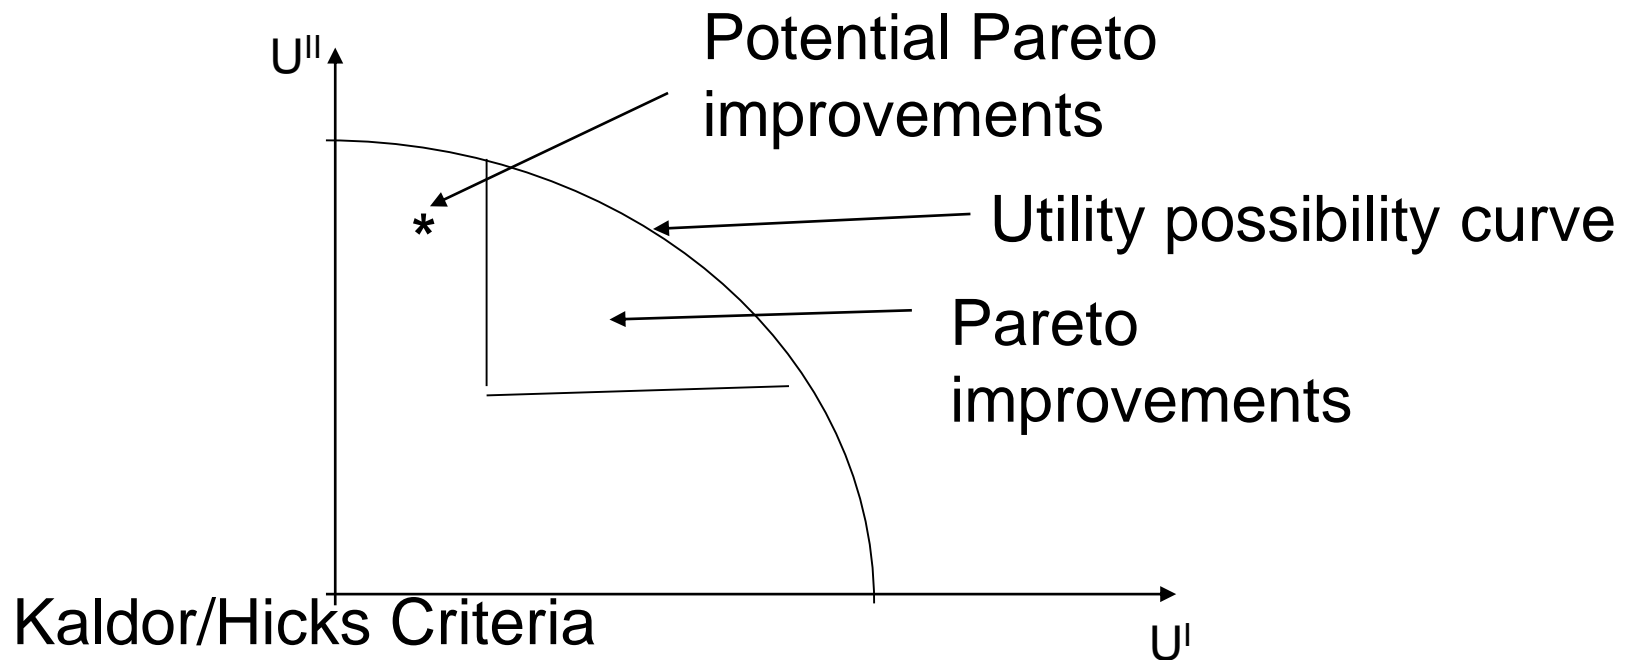 Potential Pareto
improvements
U^II
*
Utility possibility curve
Pareto
improvements
Kaldor/Hicks Criteria
U^I